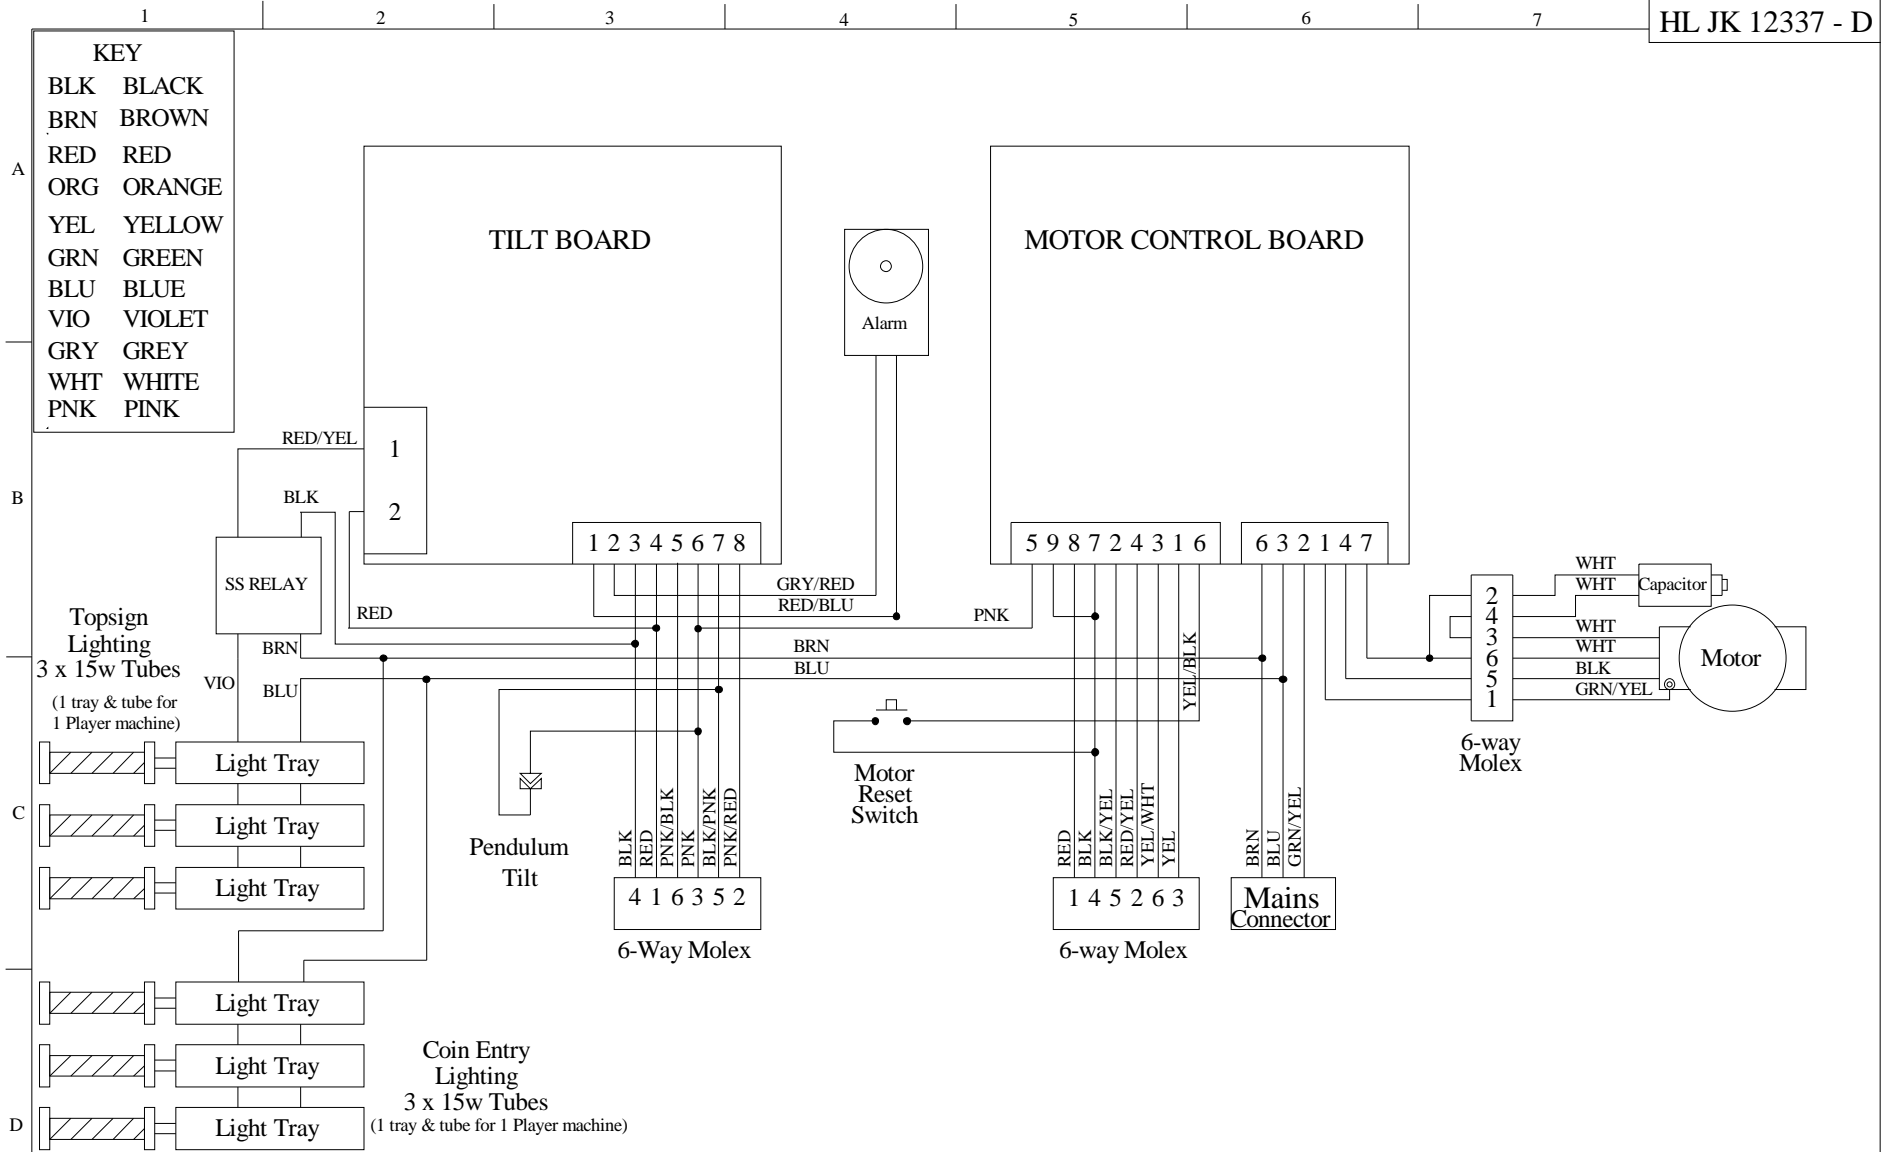 1 2 3 4 5 6 7
HL JK 12337 - D
KEY
BLK BLACK
BRN BROWN
RED RED
ORG ORANGE
YEL YELLOW
GRN GREEN
BLU BLUE
VIO VIOLET
GRY GREY
WHT WHITE
PNK PINK
A
B
C
D
TILT BOARD
Alarm
MOTOR CONTROL BOARD
RED/YEL
1
BLK
2
1 2 3 4 5 6 7 8
5 9 8 7 2 4 3 1 6
6 3 2 1 4 7
SS RELAY
GRY/RED
RED/BLU
RED
PNK
BRN
BRN
BLU
BLU
VIO
YEL/BLK
WHT
WHT
WHT
WHT
BLK
GRN/YEL
2
4
3
6
5
1
Capacitor
Motor
6-way
Molex
Topsign
Lighting
3 x 15w Tubes
(1 tray & tube for
1 Player machine)
Light Tray
Light Tray
Light Tray
Pendulum
Tilt
Motor
Reset
Switch
BLK
RED
PNK/BLK
PNK
BLK/PNK
PNK/RED
4 1 6 3 5 2
6-Way Molex
RED
BLK
BLK/YEL
RED/YEL
YEL/WHT
YEL
1 4 5 2 6 3
6-way Molex
BRN
BLU
GRN/YEL
Mains
Connector
Light Tray
Light Tray
Light Tray
Coin Entry
Lighting
3 x 15w Tubes
(1 tray & tube for 1 Player machine)